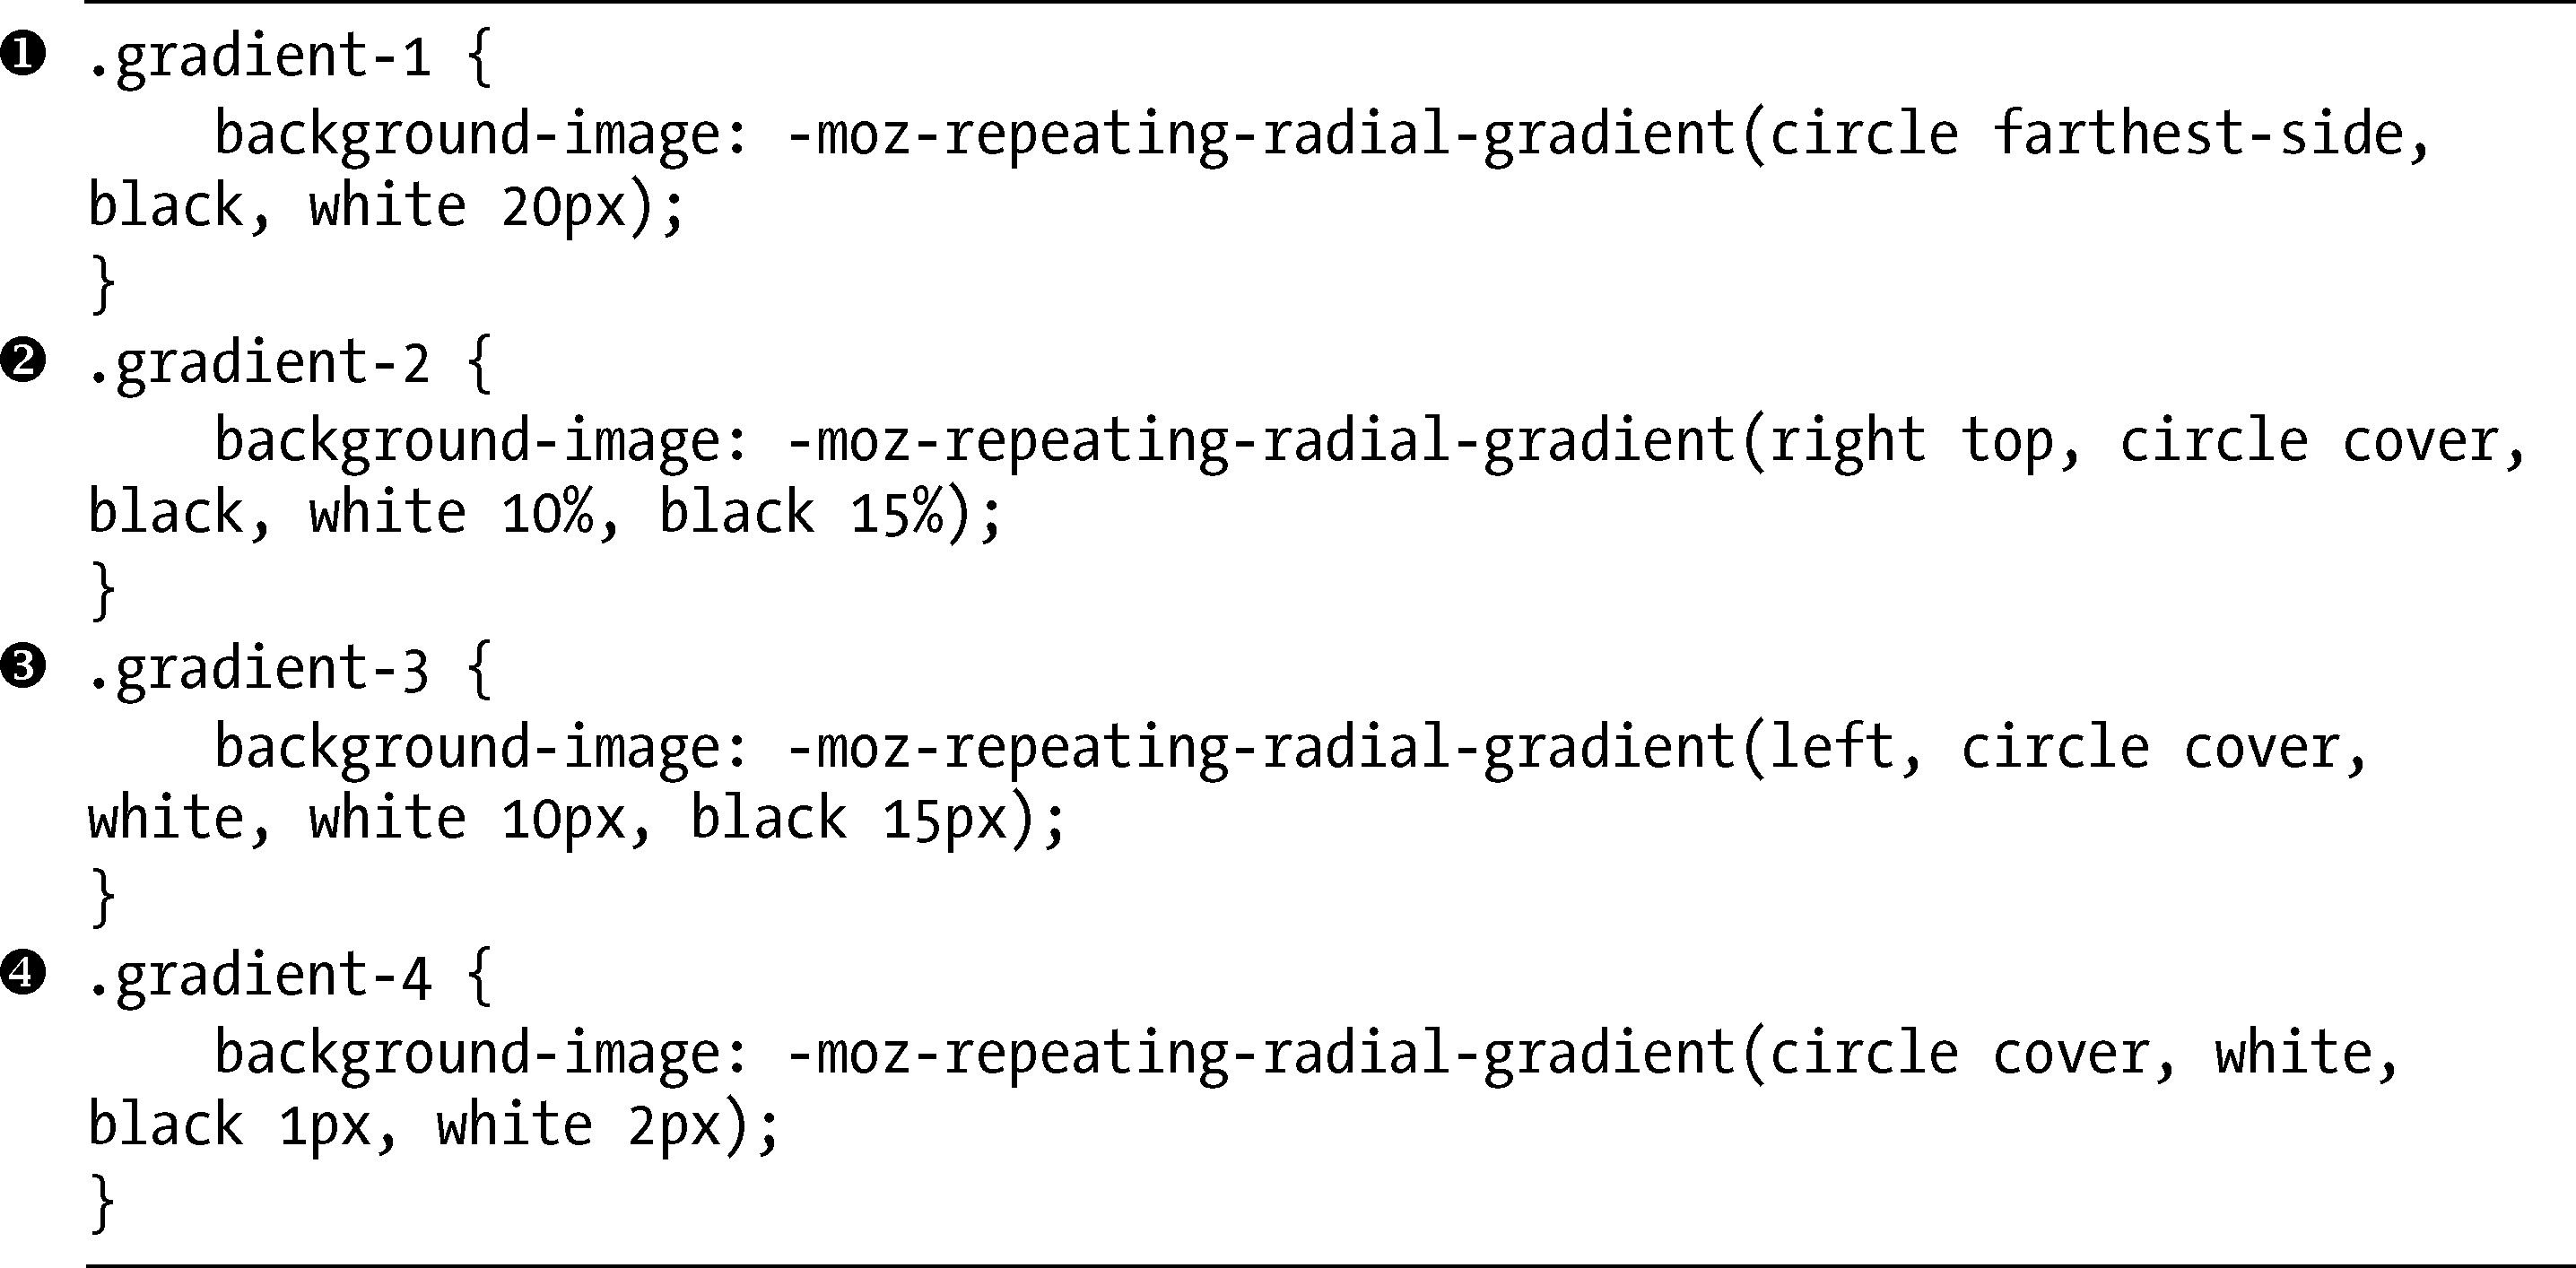 ❶ .gradient-1 {
background-image: -moz-repeating-radial-gradient(circle farthest-side,
black, white 20px);
}
❷ .gradient-2 {
background-image: -moz-repeating-radial-gradient(right top, circle cover,
black, white 10%, black 15%);
}
❸ .gradient-3 {
background-image: -moz-repeating-radial-gradient(left, circle cover,
white, white 10px, black 15px);
}
❹ .gradient-4 {
background-image: -moz-repeating-radial-gradient(circle cover, white,
black 1px, white 2px);
}